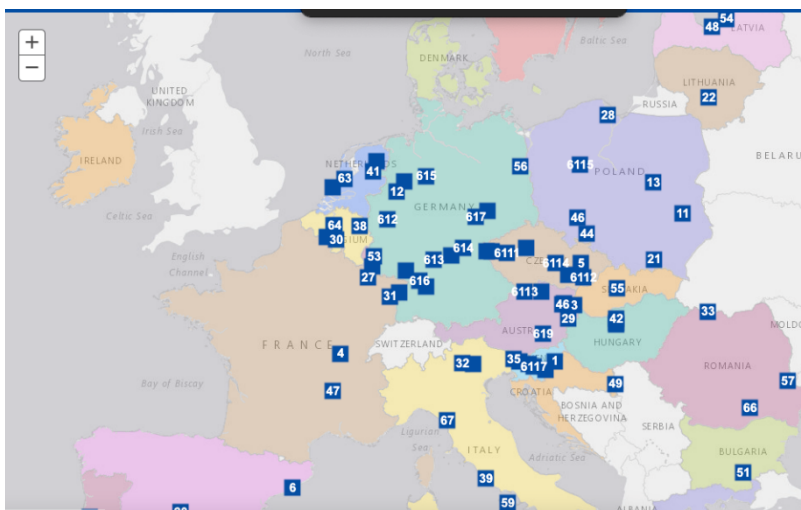 +
−
North Sea
Baltic Sea
DENMARK
54
48
LATVIA
LITHUANIA
22
UNITED
KINGDOM
RUSSIA
28
Irish Sea
BELARU
IRELAND
NETHERLANDS
41
63
615
12
56
6115
POLAND
13
GERMANY
11
Celtic Sea
64
38
612
617
46
44
30
English
Channel
53
27
613
614
6111
6114
5
6112
21
616
31
6113
55
SLOVAKIA
46
3
29
42
33
MOLDO
AUSTRIA
619
HUNGARY
FRANCE
SWITZERLAND
4
32
35
6117
1
ROMANIA
Bay of Biscay
47
CROATIA
49
57
BOSNIA AND
HERZEGOVINA
66
SERBIA
67
Ligurian
Sea
Adriatic Sea
ITALY
BULGARIA
51
6
39
59
ALBANIA